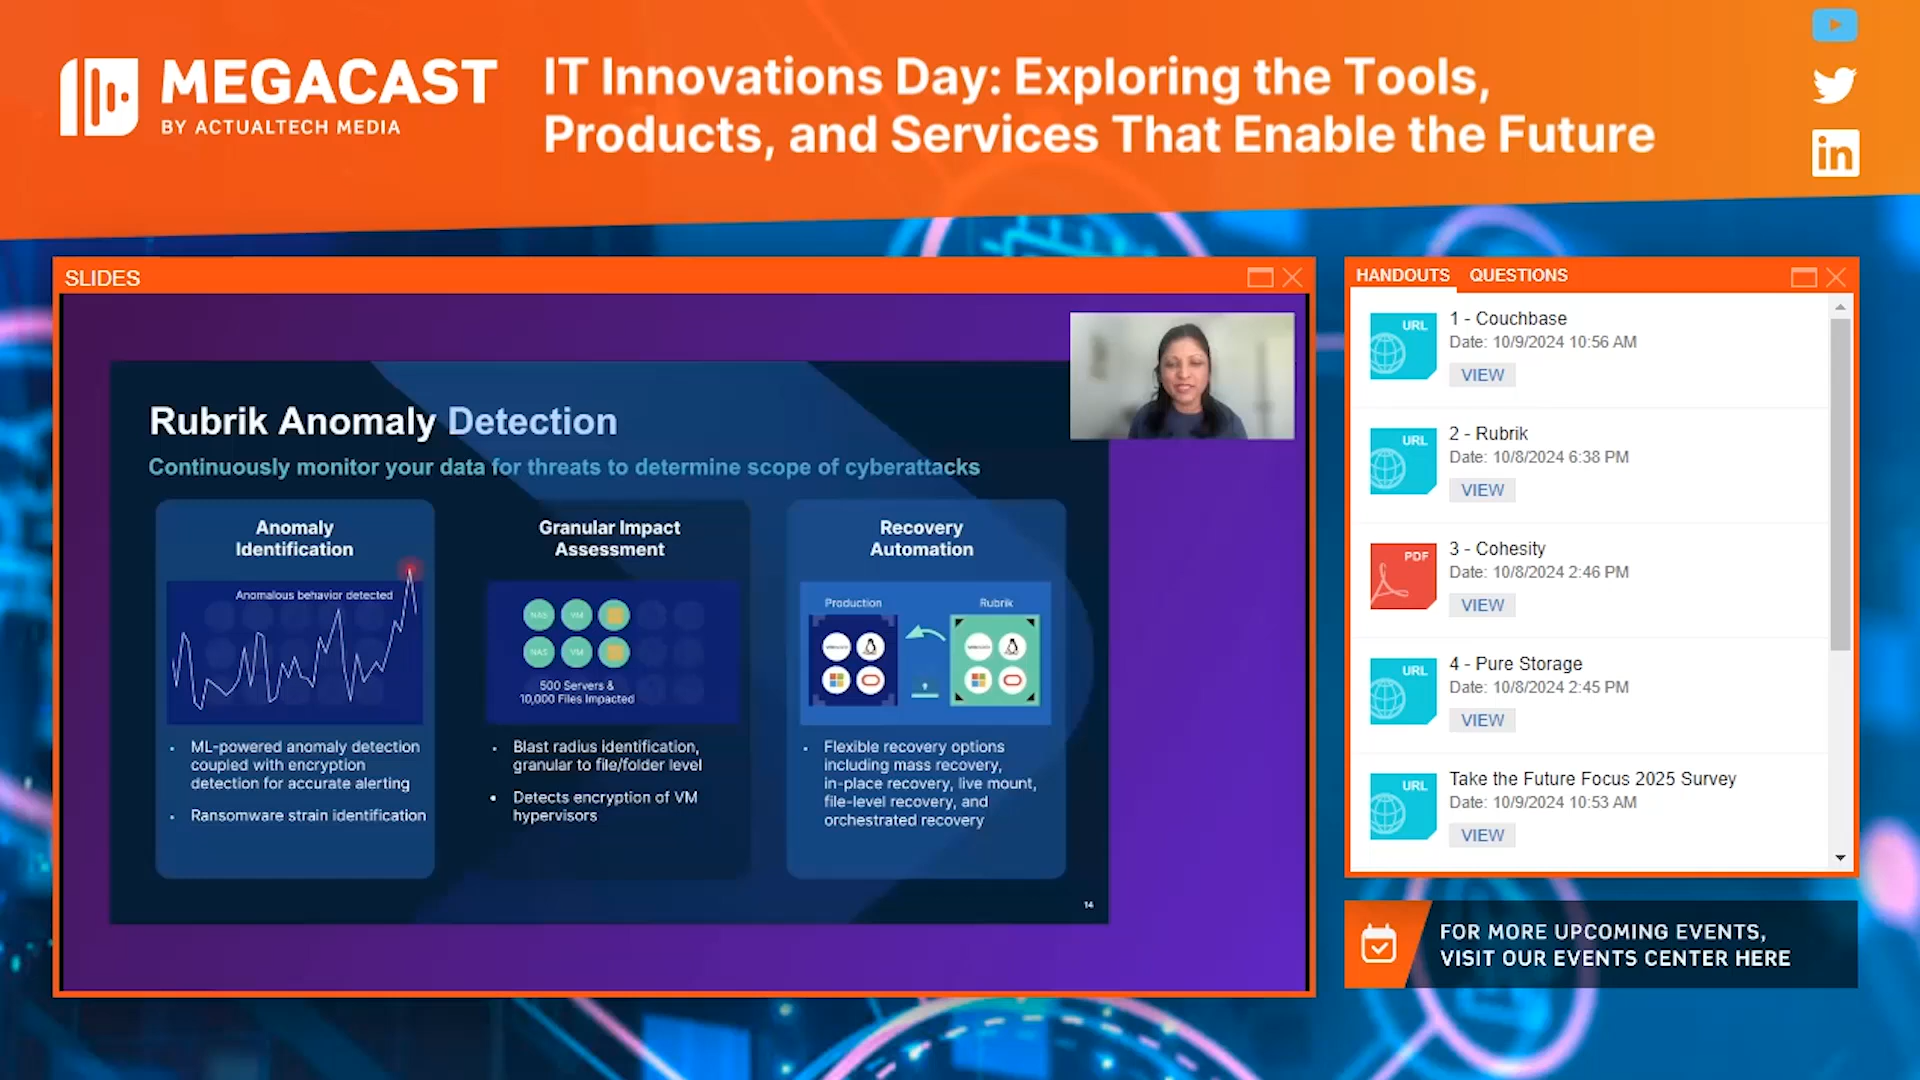 MEGACAST
BY ACTUALTECH MEDIA
IT Innovations Day: Exploring the Tools,
Products, and Services That Enable the Future
in
SLIDES
Rubrik Anomaly Detection
Continuously monitor your data for threats to determine scope of cyberattacks
Anomaly
Identification
Anomalous behavior detected
• ML-powered anomaly detection
coupled with encryption
detection for accurate alerting
• Ransomware strain identification
Granular Impact
Assessment
NAS VM
NAS VM
500 Servers &
10,000 Files Impacted
• Blast radius identification,
granular to file/folder level
• Detects encryption of VM
hypervisors
Recovery
Automation
Production
Rubrik
• Flexible recovery options
including mass recovery,
in-place recovery, live mount,
file-level recovery, and
orchestrated recovery
14
HANDOUTS QUESTIONS
URL
1 - Couchbase
Date: 10/9/2024 10:56 AM
VIEW
URL
2 - Rubrik
Date: 10/8/2024 6:38 PM
VIEW
PDF
3 - Cohesity
Date: 10/8/2024 2:46 PM
VIEW
URL
4 - Pure Storage
Date: 10/8/2024 2:45 PM
VIEW
URL
Take the Future Focus 2025 Survey
Date: 10/9/2024 10:53 AM
VIEW
FOR MORE UPCOMING EVENTS,
VISIT OUR EVENTS CENTER HERE